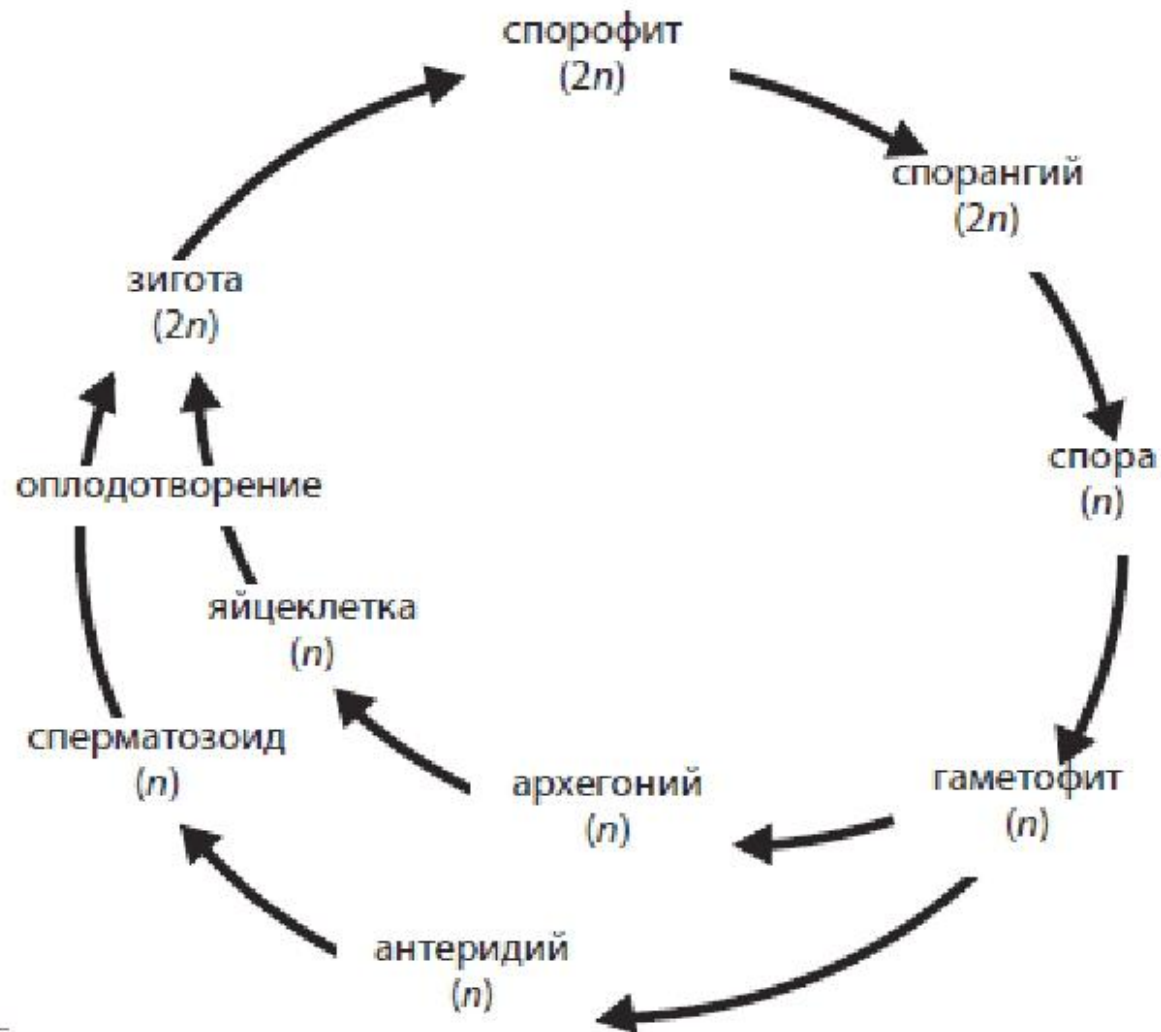 спорофит
(2n)
спорангий
(2n)
спора
(n)
гаметофит
(n)
архегоний
(n)
антеридий
(n)
яйцеклетка
(n)
сперматозоид
(n)
оплодотворение
зигота
(2n)